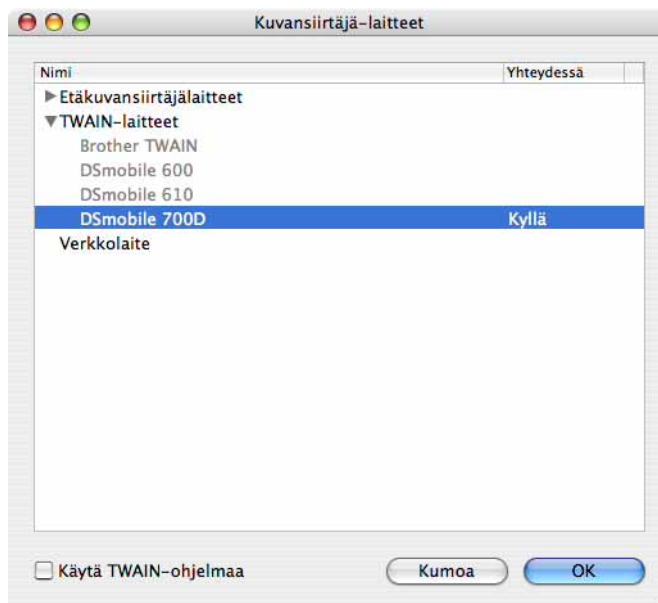 Kuvansiirtäjä-laitteet
Nimi Yhteydessä
Etäkuvansiirtäjälaitteet
TWAIN-laitteet
Brother TWAIN
DSmobile 600
DSmobile 610
DSmobile 700D Kyllä
Verkkolaite
Käytä TWAIN-ohjelmaa Kumoa OK